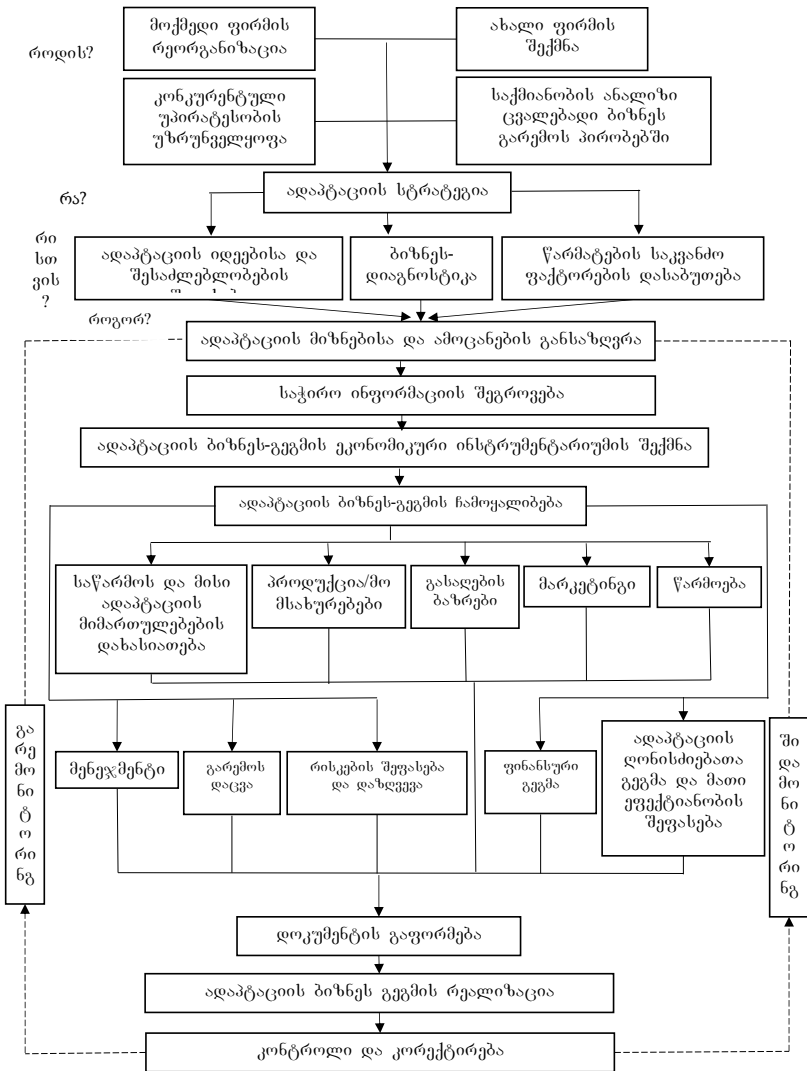 მოქმედი ფირმის
რეორგანიზაცია
ახალი ფირმის
შექმნა
როდის?
კონკურენტული
უპირატესობის
უზრუნველყოფა
საქმიანობის ანალიზი
ცვალებადი ბიზნეს
გარემოს პირობებში
რა?
ადაპტაციის სტრატეგია
რი
სთ
ვის
?
ადაპტაციის იდეებისა და
შესაძლებლობების
ბიზნეს-
დიაგნოსტიკა
წარმატების საკვანძო
ფაქტორების დასაბუთება
როგორ?
ადაპტაციის მიზნებისა და ამოცანების განსაზღვრა
საჭირო ინფორმაციის შეგროვება
ადაპტაციის ბიზნეს-გეგმის ეკონომიკური ინსტრუმენტარიუმის შექმნა
ადაპტაციის ბიზნეს-გეგმის ჩამოყალიბება
საწარმოს და მისი
ადაპტაციის
მიმართულებების
დახასიათება
პროდუქცია/მო
მსახურებები
გასაღების
ბაზრები
მარკეტინგი
წარმოება
გა
რე
მო
ნი
ტ
ო
რი
ნგ
მენეჯმენტი
გარემოს
დაცვა
რისკების შეფასება
და დაზღვევა
ფინანსური
გეგმა
ადაპტაციის
ღონისძიებათა
გეგმა და მათი
ეფექტიანობის
შეფასება
ში
და
მო
ნი
ტ
ო
რი
ნგ
დოკუმენტის გაფორმება
ადაპტაციის ბიზნეს გეგმის რეალიზაცია
კონტროლი და კორექტირება